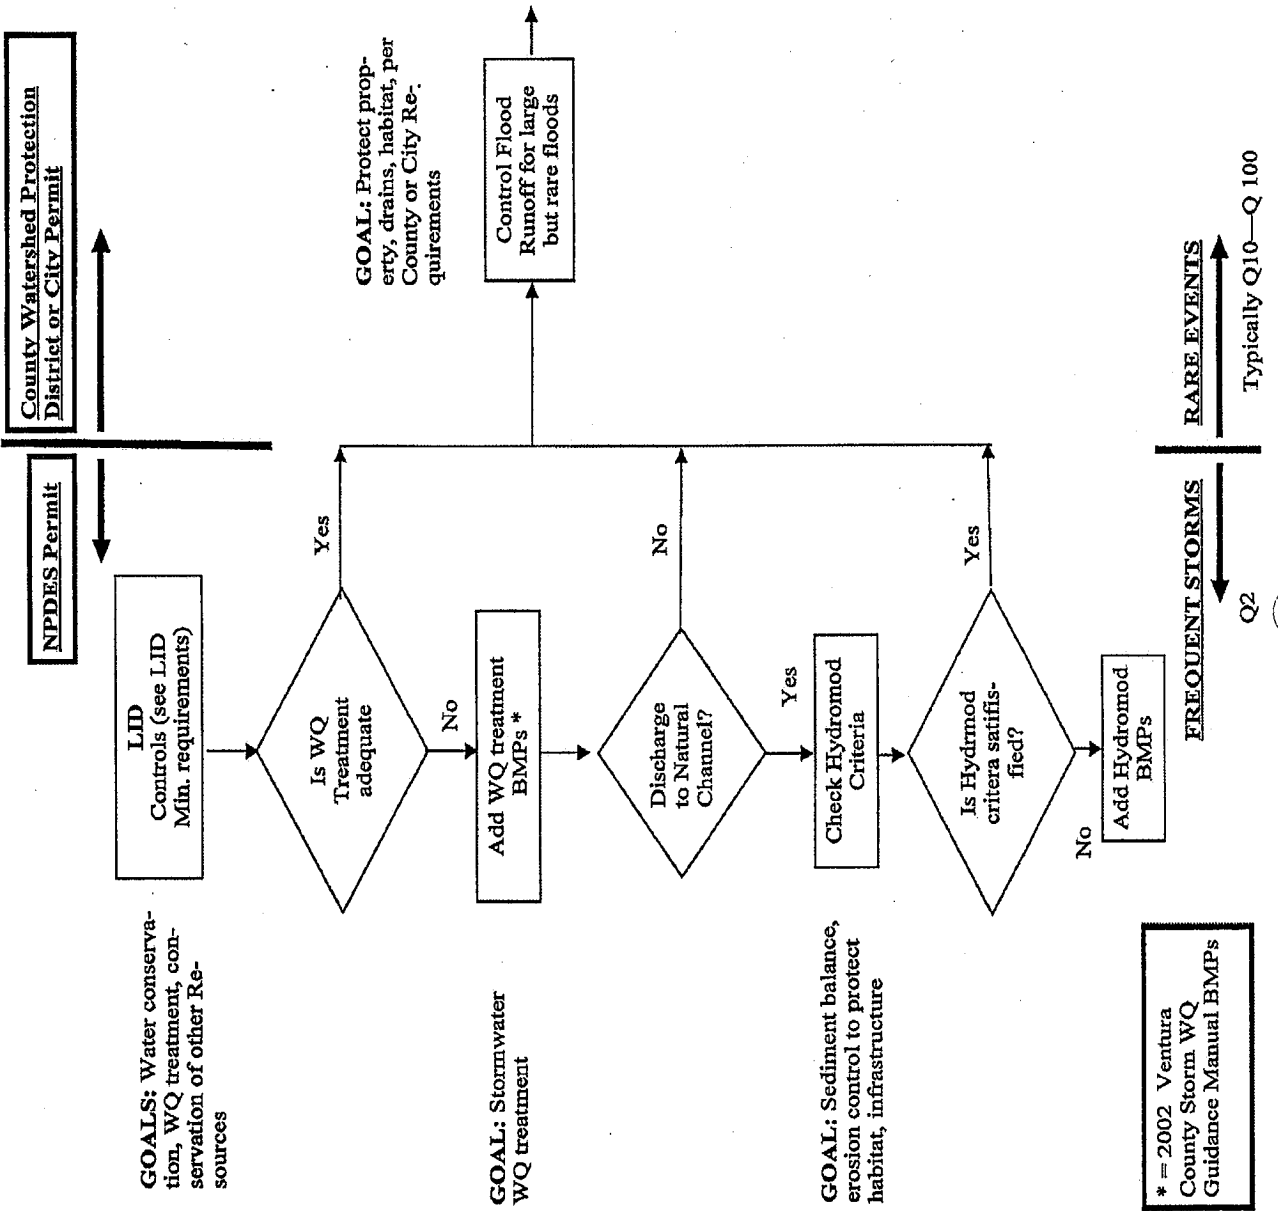 NPDES Permit
County Watershed Protection
District or City Permit
GOALS: Water conserva-
tion, WQ treatment, con-
servation of other Re-
sources
LID
Controls (see LID
Min. requirements)
Is WQ
Treatment
adequate
Yes
No
GOAL: Protect prop-
erty, drains, habitat, per
County or City Re-
quirements
Control Flood
Runoff for large
but rare floods
GOAL: Stormwater
WQ treatment
Add WQ treatment
BMPs *
Discharge
to Natural
Channel?
No
Yes
GOAL: Sediment balance,
erosion control to protect
habitat, infrastructure
Check Hydromod
Criteria
Is Hydrmod
critera satifis-
fied?
Yes
No
Add Hydromod
BMPs
* = 2002 Ventura
County Storm WQ
Guidance Manual BMPs
FREQUENT STORMS
RARE EVENTS
Q2
Typically Q10—Q 100